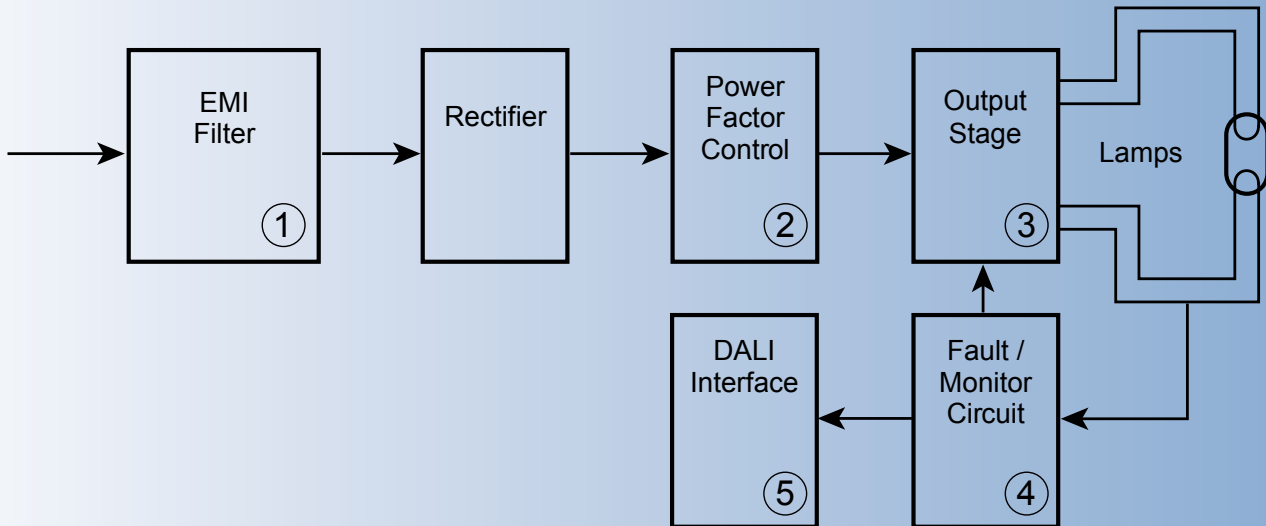 EMI
Filter
1
Rectifier
Power
Factor
Control
2
Output
Stage
3
Lamps
DALI
Interface
5
Fault /
Monitor
Circuit
4